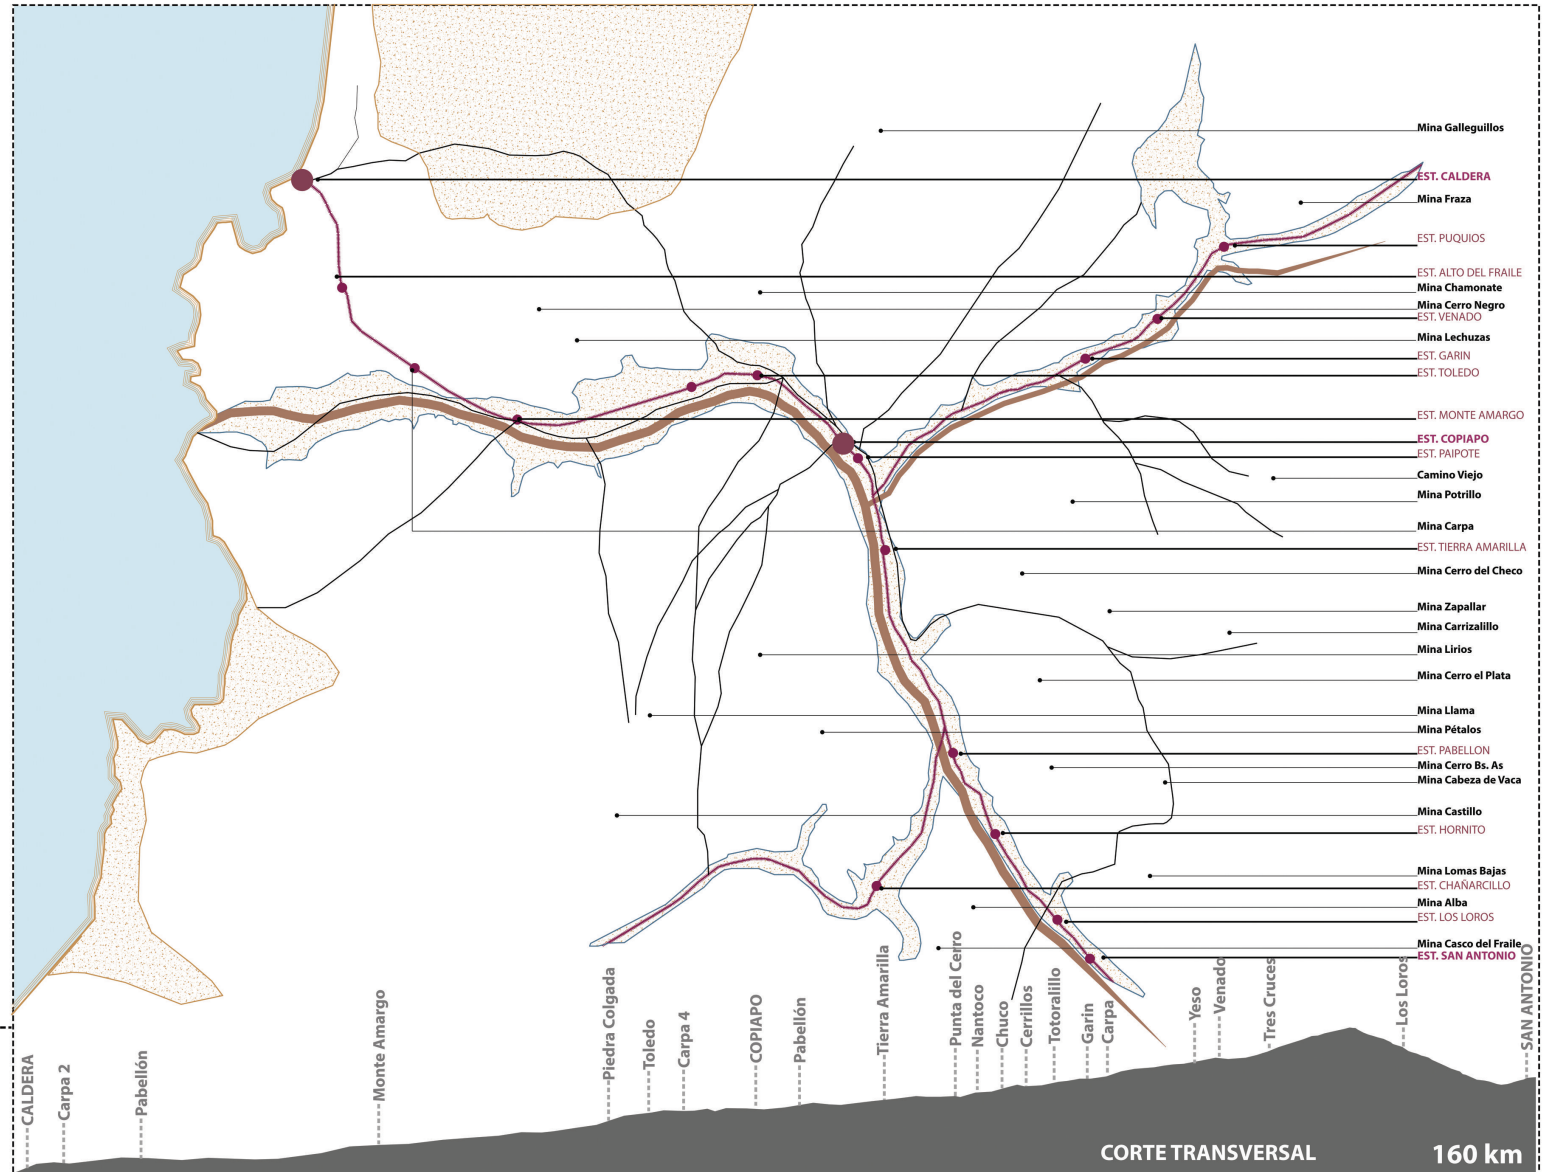 Mina Galleguillos
EST. CALDERA
Mina Fraza
EST. PUQUIOS
EST. ALTO DEL FRAILE
Mina Chamonate
Mina Cerro Negro
EST. VENADO
Mina Lechuzas
EST. GARIN
EST. TOLEDO
EST. MONTE AMARGO
EST. COPIAPO
EST. PAIPOTE
Camino Viejo
Mina Potrillo
Mina Carpa
EST. TIERRA AMARILLA
Mina Cerro del Checo
Mina Zapallar
Mina Carrizalillo
Mina Lirios
Mina Cerro el Plata
Mina Llama
Mina Pétalos
EST. PABELLON
Mina Cerro Bs. As
Mina Cabeza de Vaca
Mina Castillo
EST. HORNITO
Mina Lomas Bajas
EST. CHAÑARCILLO
Mina Alba
EST. LOS LOROS
Mina Casco del Fraile
EST. SAN ANTONIO
CALDERA
Carpa 2
Pabellón
Monte Amargo
Piedra Colgada
Toledo
Carpa 4
COPIAPO
Pabellón
Tierra Amarilla
Punta del Cerro
Nantoco
Chuco
Cerrillos
Totoralillo
Garin
Carpa
Yeso
Venado
Tres Cruces
Los Loros
SAN ANTONIO
CORTE TRANSVERSAL
160 km